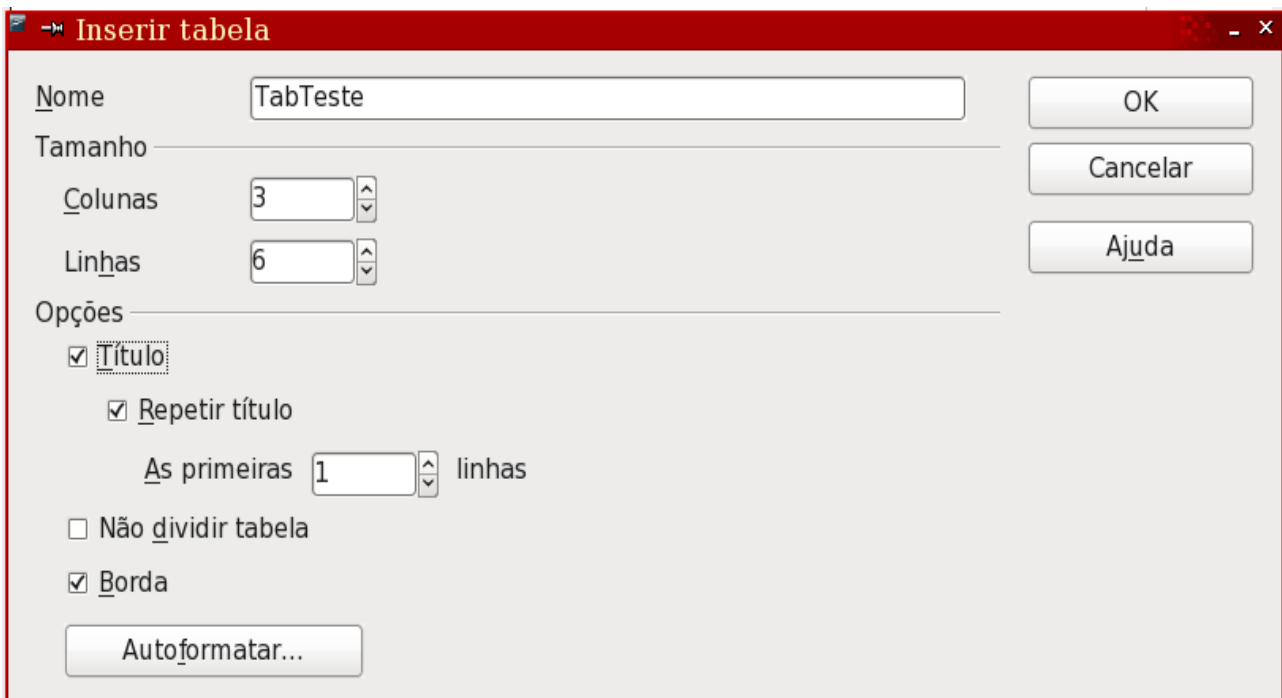 Inserir tabela
Nome TabTeste
OK
Tamanho
Cancelar
Colunas 3
Ajuda
Linhas 6
Opções
Título
Repetir título
As primeiras 1 linhas
Não dividir tabela
Borda
Autoformatar...